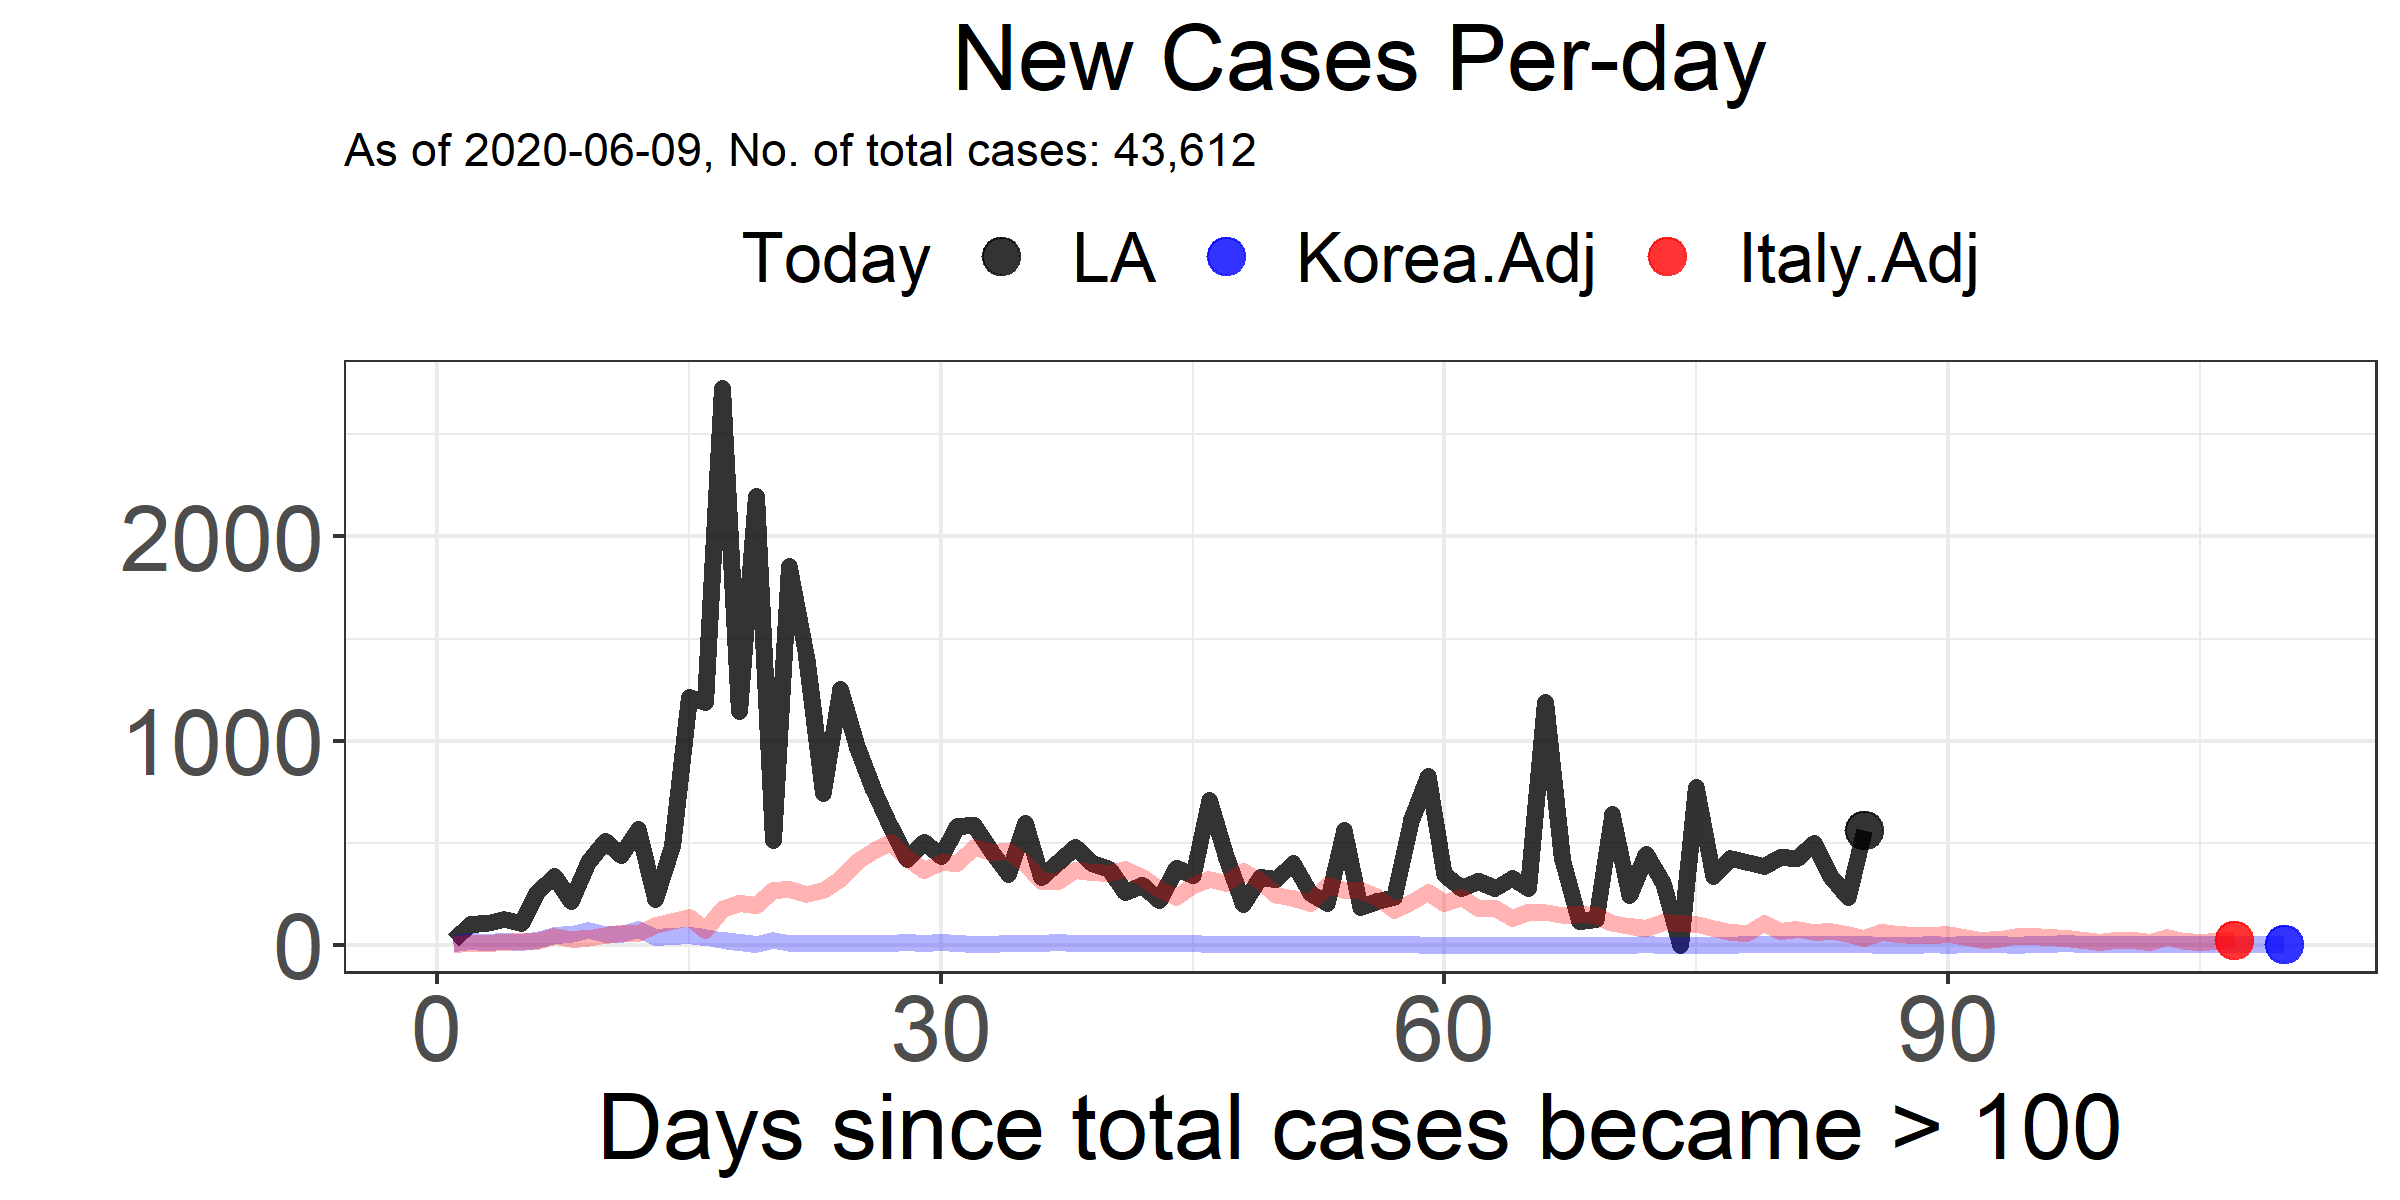 New Cases Per-day
As of 2020-06-09, No. of total cases: 43,612
Today LA Korea.Adj Italy.Adj
2000
1000
0
0 30 60 90
Days since total cases became > 100